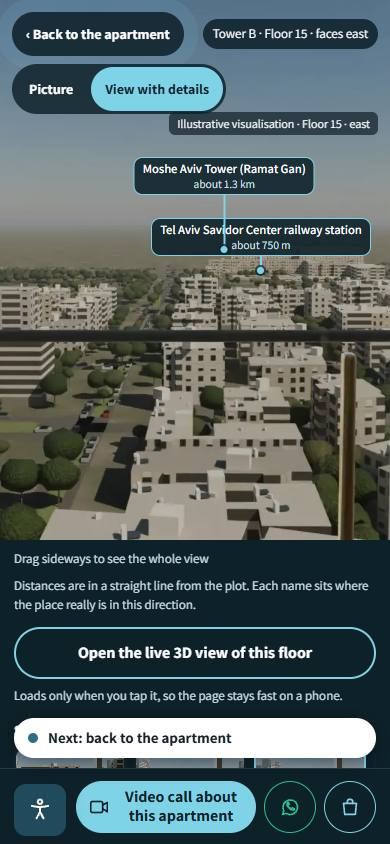 ‹ Back to the apartment
Tower B · Floor 15 · faces east
Picture
View with details
Illustrative visualisation · Floor 15 · east
Moshe Aviv Tower (Ramat Gan)
about 1.3 km
Tel Aviv Savidor Center railway station
about 750 m
Drag sideways to see the whole view
Distances are in a straight line from the plot. Each name sits where
the place really is in this direction.
Open the live 3D view of this floor
Loads only when you tap it, so the page stays fast on a phone.
Next: back to the apartment
Video call about
this apartment